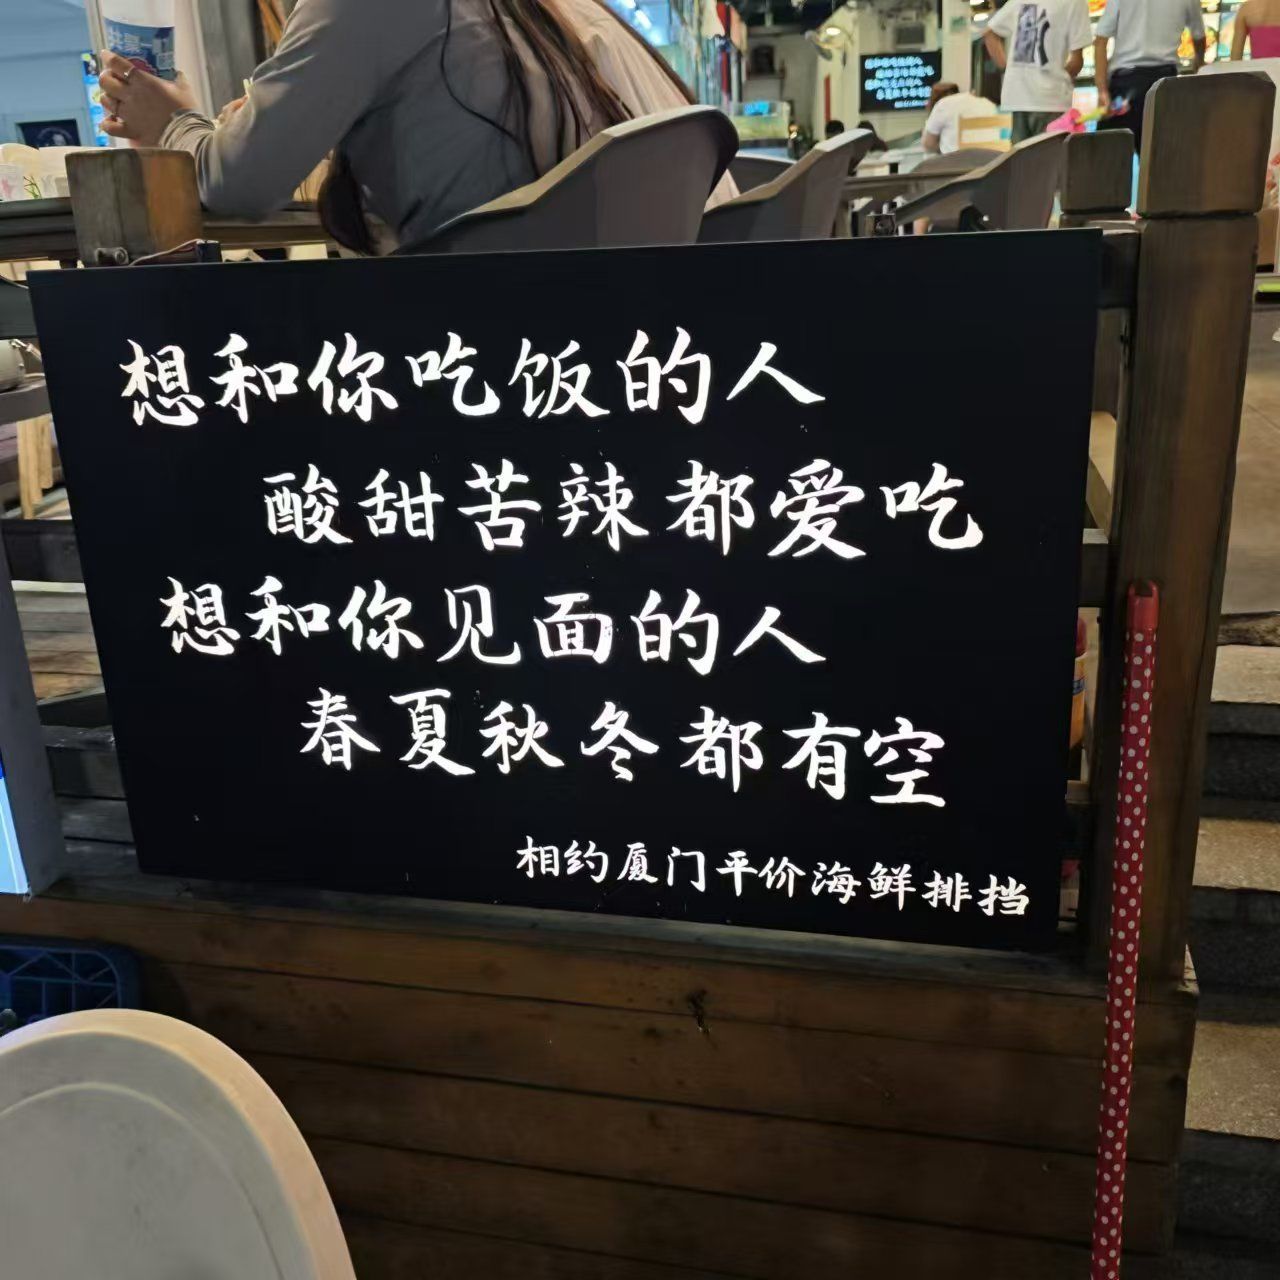 想和你吃饭的人
酸甜苦辣都爱吃
想和你见面的人
春夏秋冬都有空
相约厦门平价海鲜排挡